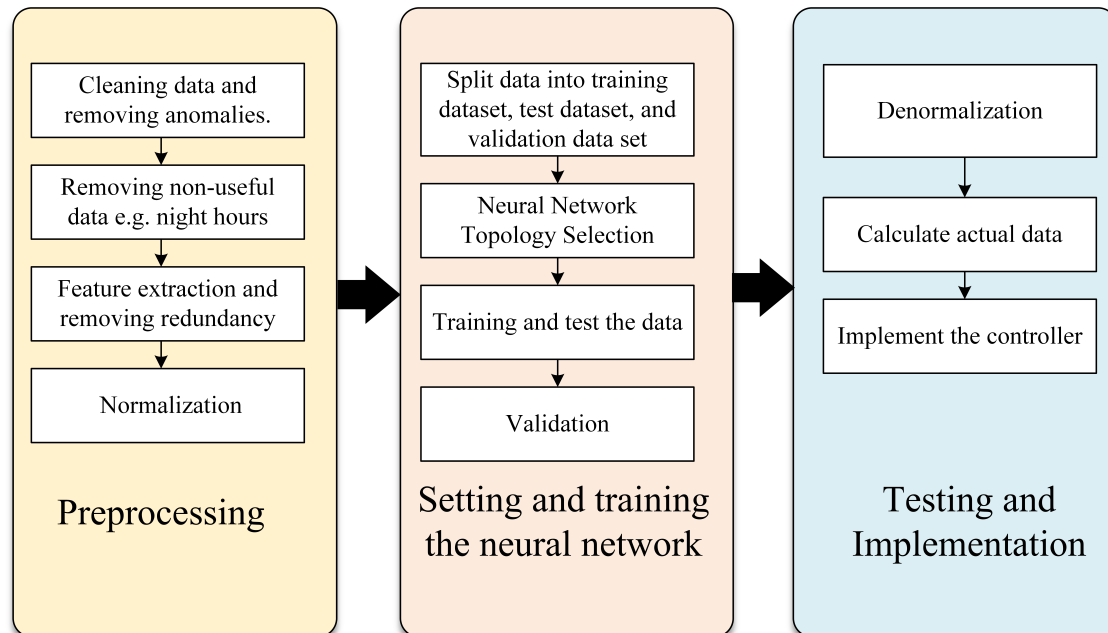 Cleaning data and
removing anomalies.
Removing non-useful
data e.g. night hours
Feature extraction and
removing redundancy
Normalization
Preprocessing
Split data into training
dataset, test dataset, and
validation data set
Neural Network
Topology Selection
Training and test the data
Validation
Setting and training
the neural network
Denormalization
Calculate actual data
Implement the controller
Testing and
Implementation